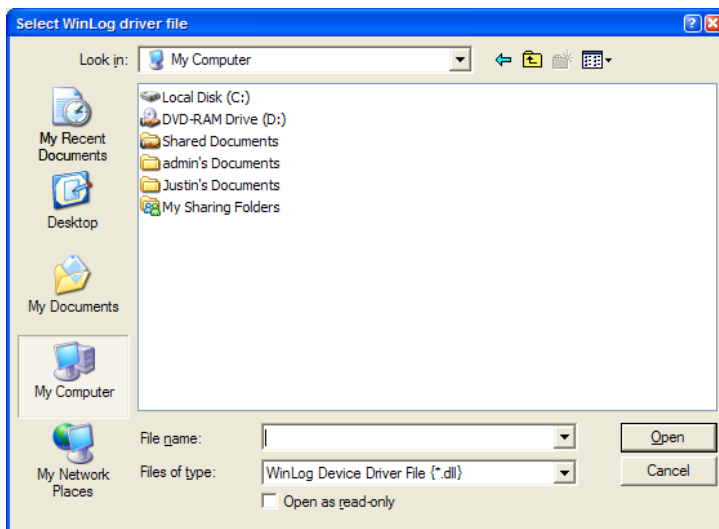 Select WinLog driver file
Look in:
My Computer
Local Disk (C:)
DVD-RAM Drive (D:)
Shared Documents
admin's Documents
Justin's Documents
My Sharing Folders
My Recent
Documents
Desktop
My Documents
My Computer
My Network
Places
File name:
Open
Files of type:
WinLog Device Driver File {*.dll}
Cancel
Open as read-only